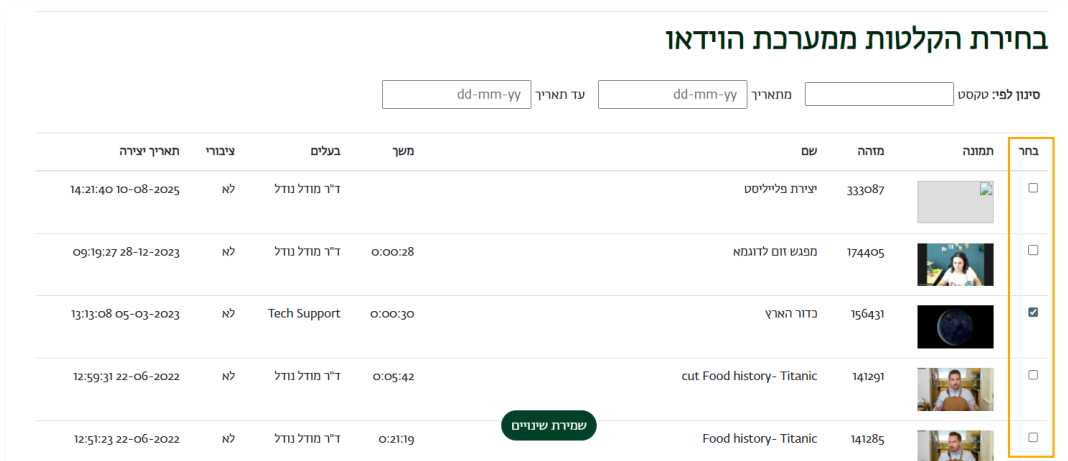 בחירת הקלטות ממערכת הוידאו
סינון לפי: טקסט מתאריך dd-mm-yy עד תאריך dd-mm-yy
בחר תמונה מזהה שם משך בעלים ציבורי תאריך יצירה
333087 יצירת פלייליסט ד"ר מודל נודל לא 14:21:40 10-08-2025
174405 מפגש זום לדוגמא 0:00:28 ד"ר מודל נודל לא 09:19:27 28-12-2023
156431 כדור הארץ 0:00:30 Tech Support לא 13:13:08 05-03-2023
141291 cut Food history- Titanic 0:05:42 ד"ר מודל נודל לא 12:59:31 22-06-2022
141285 Food history- Titanic 0:21:19 ד"ר מודל נודל לא 12:51:23 22-06-2022
שמירת שינויים